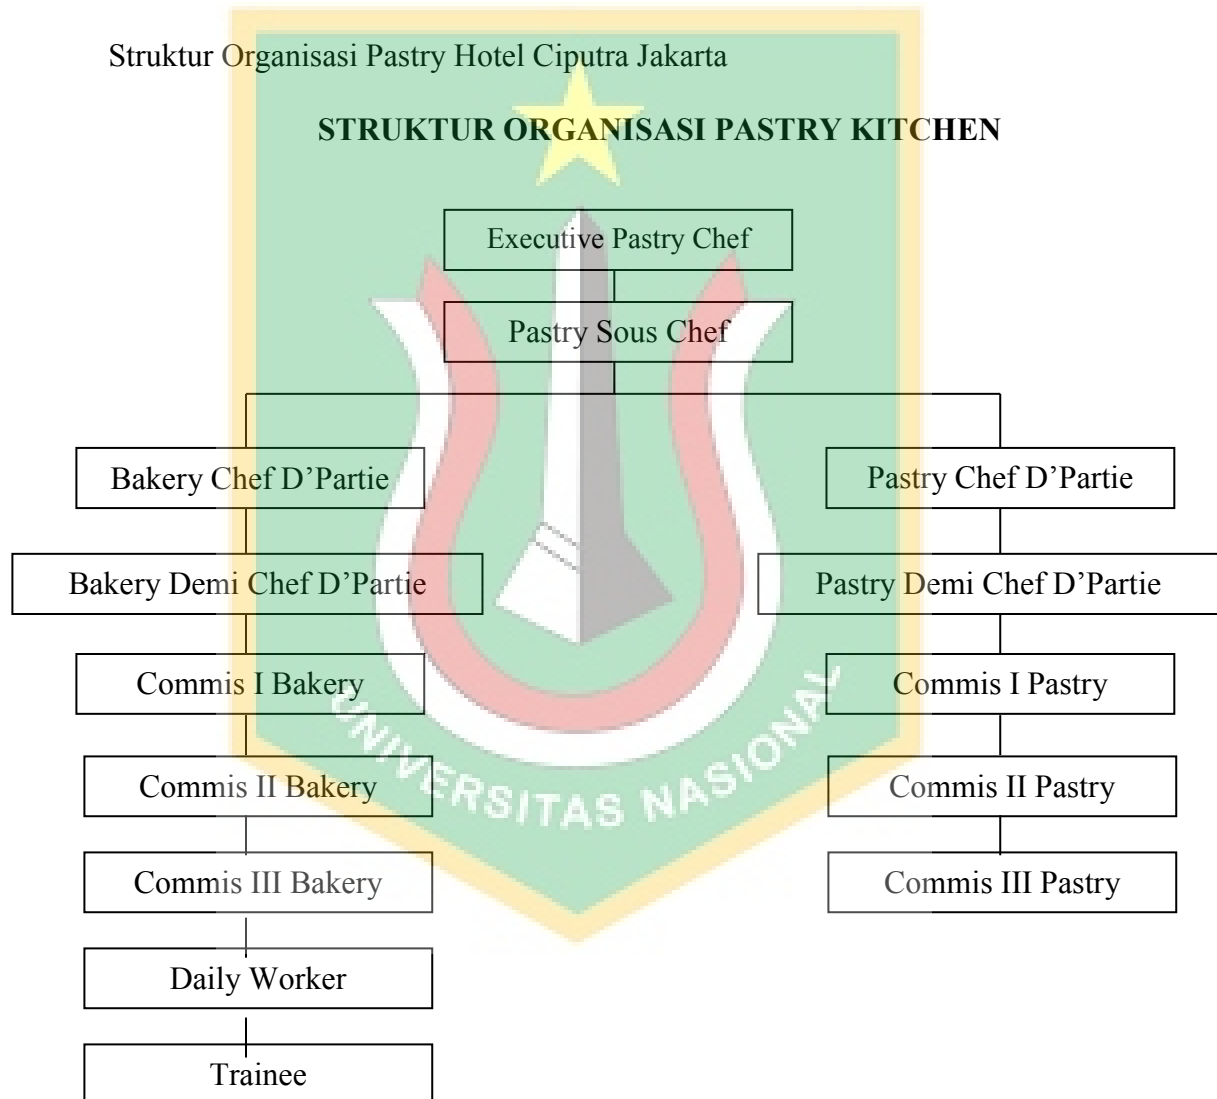 Struktur Organisasi Pastry Hotel Ciputra Jakarta
STRUKTUR ORGANISASI PASTRY KITCHEN
Executive Pastry Chef
Pastry Sous Chef
Bakery Chef D’Partie
Pastry Chef D’Partie
Bakery Demi Chef D’Partie
Pastry Demi Chef D’Partie
Commis I Bakery
Commis I Pastry
Commis II Bakery
Commis II Pastry
Commis III Bakery
Commis III Pastry
Daily Worker
Trainee
UNIVERSITAS NASIONAL